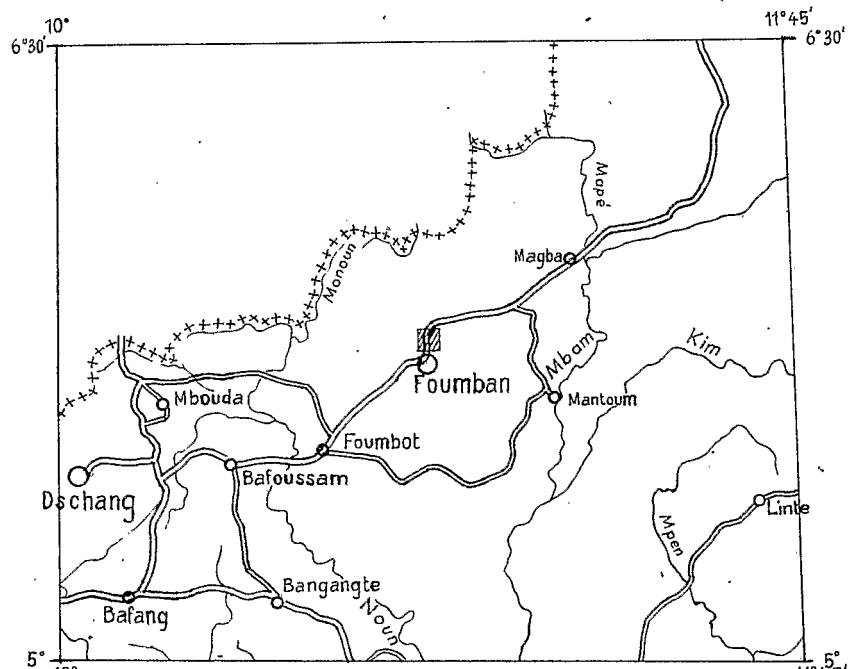 10°
11°45'
6°30'
6°30'
Mapé
Magba
Monoun
Mbam
Kim
Foumban
Mantoum
Mbouda
Foumbot
Bafoussam
Dschang
Linte
Mpen
Bangangte
Bafang
Noun
5°
5°